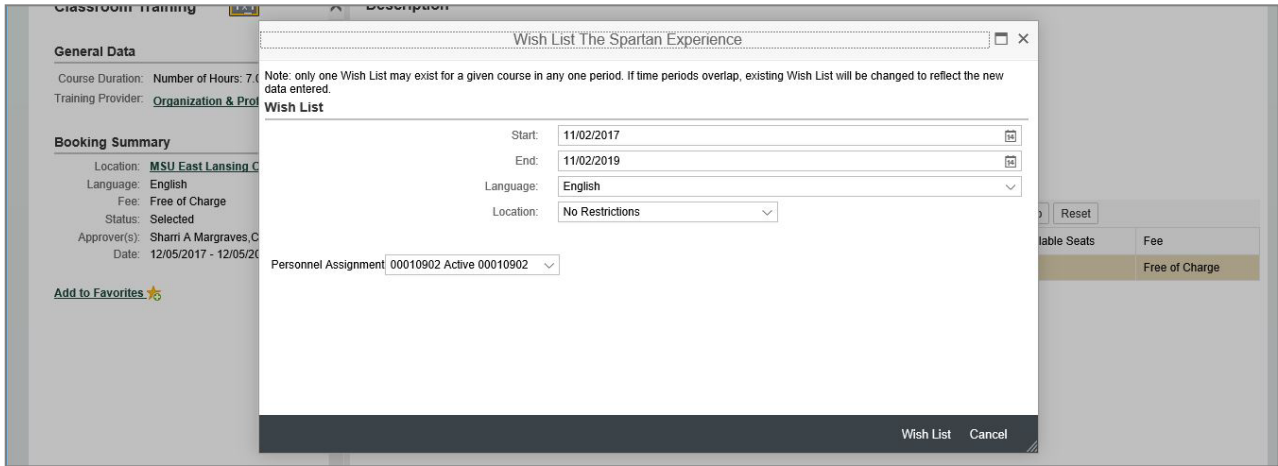 Classroom Training
Description
General Data
Course Duration: Number of Hours: 7.
Training Provider: Organization & Prof
Booking Summary
Location: MSU East Lansing C
Language: English
Fee: Free of Charge
Status: Selected
Approver(s): Sharri A Margraves,C
Date: 12/05/2017 - 12/05/20
Add to Favorites
Wish List The Spartan Experience
Note: only one Wish List may exist for a given course in any one period. If time periods overlap, existing Wish List will be changed to reflect the new
data entered.
Wish List
Start: 11/02/2017
End: 11/02/2019
Language: English
Location: No Restrictions
Personnel Assignment 00010902 Active 00010902
Wish List Cancel
Reset
lable Seats Fee
Free of Charge